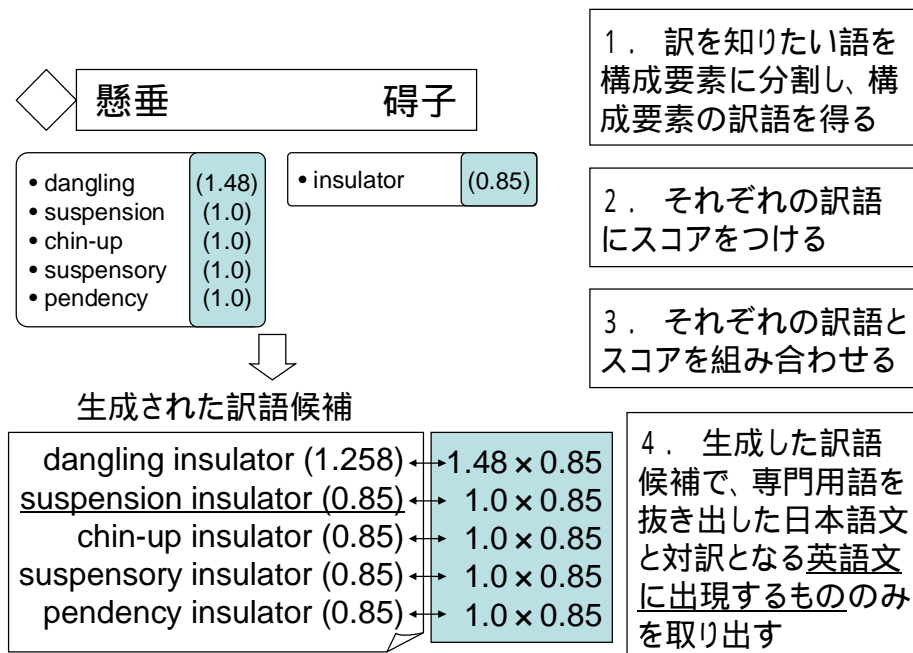 懸垂 碍子
• dangling (1.48)
• suspension (1.0)
• chin-up (1.0)
• suspensory (1.0)
• pendency (1.0)
• insulator (0.85)
生成された訳語候補
dangling insulator (1.258) 1.48 × 0.85
suspension insulator (0.85) 1.0 × 0.85
chin-up insulator (0.85) 1.0 × 0.85
suspensory insulator (0.85) 1.0 × 0.85
pendency insulator (0.85) 1.0 × 0.85
1. 訳を知りたい語を
構成要素に分割し、構
成要素の訳語を得る
2. それぞれの訳語
にスコアをつける
3. それぞれの訳語と
スコアを組み合わせる
4. 生成した訳語
候補で、専門用語を
抜き出した日本語文
と対訳となる英語文
に出現するもののみ
を取り出す